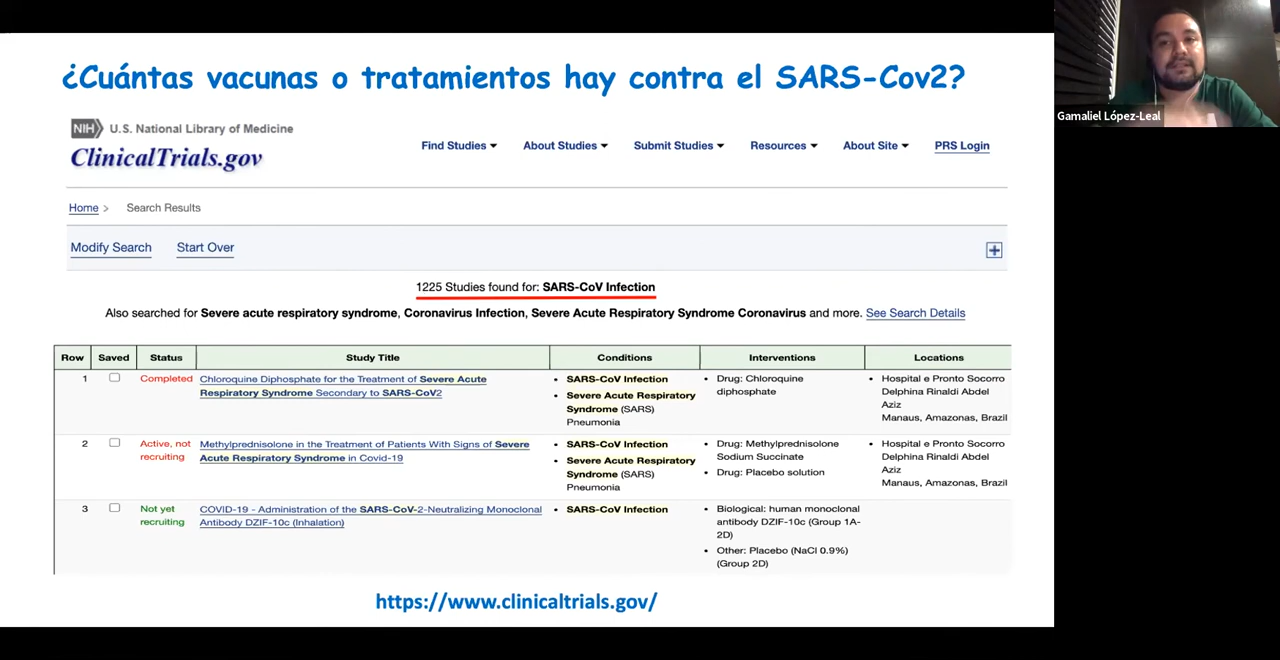 ¿Cuántas vacunas o tratamientos hay contra el SARS-Cov2?
Gamaliel López-Leal
NIH U.S. National Library of Medicine
ClinicalTrials.gov
Find Studies About Studies Submit Studies Resources About Site PRS Login
Home > Search Results
Modify Search Start Over
1225 Studies found for: SARS-CoV Infection
Also searched for Severe acute respiratory syndrome, Coronavirus Infection, Severe Acute Respiratory Syndrome Coronavirus and more. See Search Details
Row Saved Status Study Title Conditions Interventions Locations
1
Completed
Chloroquine Diphosphate for the Treatment of Severe Acute
Respiratory Syndrome Secondary to SARS-CoV2
• SARS-CoV Infection
• Severe Acute Respiratory
Syndrome (SARS)
Pneumonia
• Drug: Chloroquine
diphosphate
• Hospital e Pronto Socorro
Delphina Rinaldi Abdel
Aziz
Manaus, Amazonas, Brazil
2
Active, not
recruiting
Methylprednisolone in the Treatment of Patients With Signs of Severe
Acute Respiratory Syndrome in Covid-19
• SARS-CoV Infection
• Severe Acute Respiratory
Syndrome (SARS)
Pneumonia
• Drug: Methylprednisolone
Sodium Succinate
• Drug: Placebo solution
• Hospital e Pronto Socorro
Delphina Rinaldi Abdel
Aziz
Manaus, Amazonas, Brazil
3
Not yet
recruiting
COVID-19 - Administration of the SARS-CoV-2-Neutralizing Monoclonal
Antibody DZIF-10c (Inhalation)
• SARS-CoV Infection
• Biological: human monoclonal
antibody DZIF-10c (Group 1A-
2D)
• Other: Placebo (NaCl 0.9%)
(Group 2D)
https://www.clinicaltrials.gov/